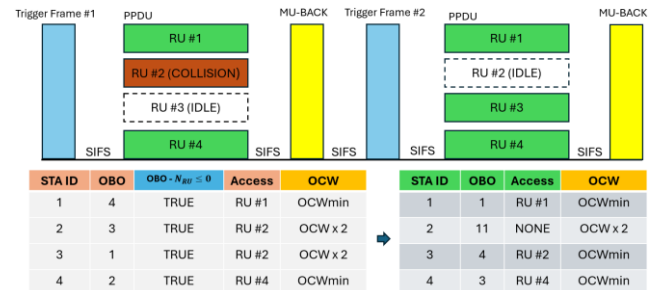 Trigger Frame #1 PPDU MU-BACK Trigger Frame #2 PPDU MU-BACK
RU #1 RU #1
RU #2 (COLLISION) RU #2 (IDLE)
RU #3 (IDLE) RU #3
RU #4 RU #4
SIFS SIFS SIFS SIFS SIFS
STA ID OBO OBO - N_RU ≤ 0 Access OCW STA ID OBO Access OCW
1 4 TRUE RU #1 OCWmin 1 1 RU #1 OCWmin
2 3 TRUE RU #2 OCW x 2 2 11 NONE OCW x 2
3 1 TRUE RU #2 OCW x 2 3 4 RU #2 OCWmin
4 2 TRUE RU #4 OCWmin 4 3 RU #4 OCWmin